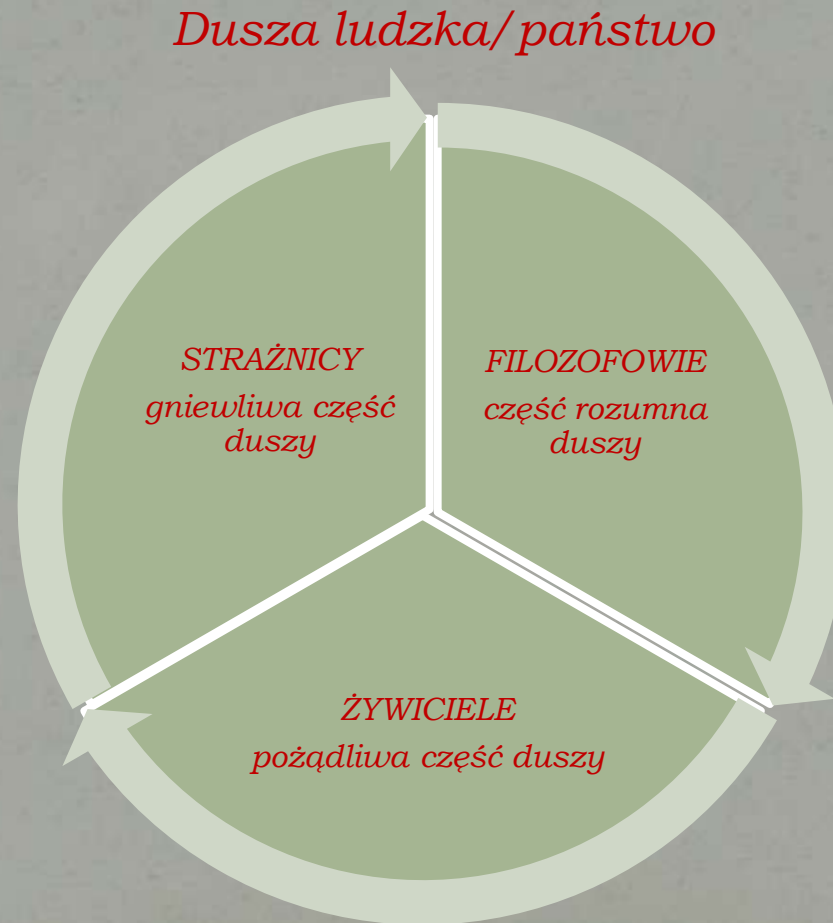 Dusza ludzka/państwo
STRAŻNICY
gniewliwa część
duszy
FILOZOFOWIE
część rozumna
duszy
ŻYWICIELE
pożądliwa część duszy